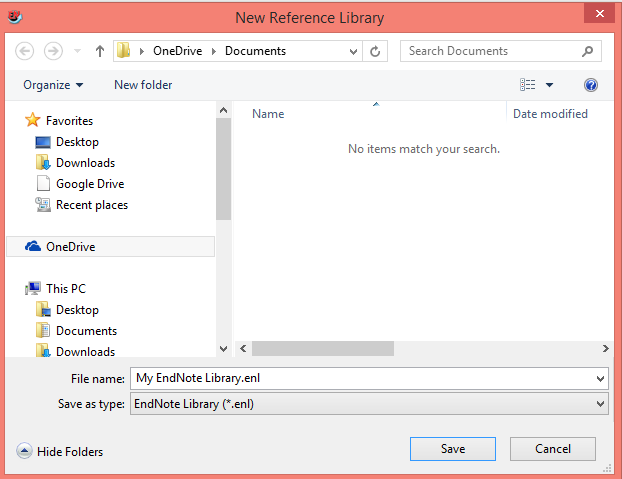 New Reference Library
OneDrive Documents
Search Documents
Organize New folder
Favorites
Desktop
Downloads
Google Drive
Recent places
OneDrive
This PC
Desktop
Documents
Downloads
Name Date modified
No items match your search.
File name: My EndNote Library.enl
Save as type: EndNote Library (*.enl)
Hide Folders Save Cancel